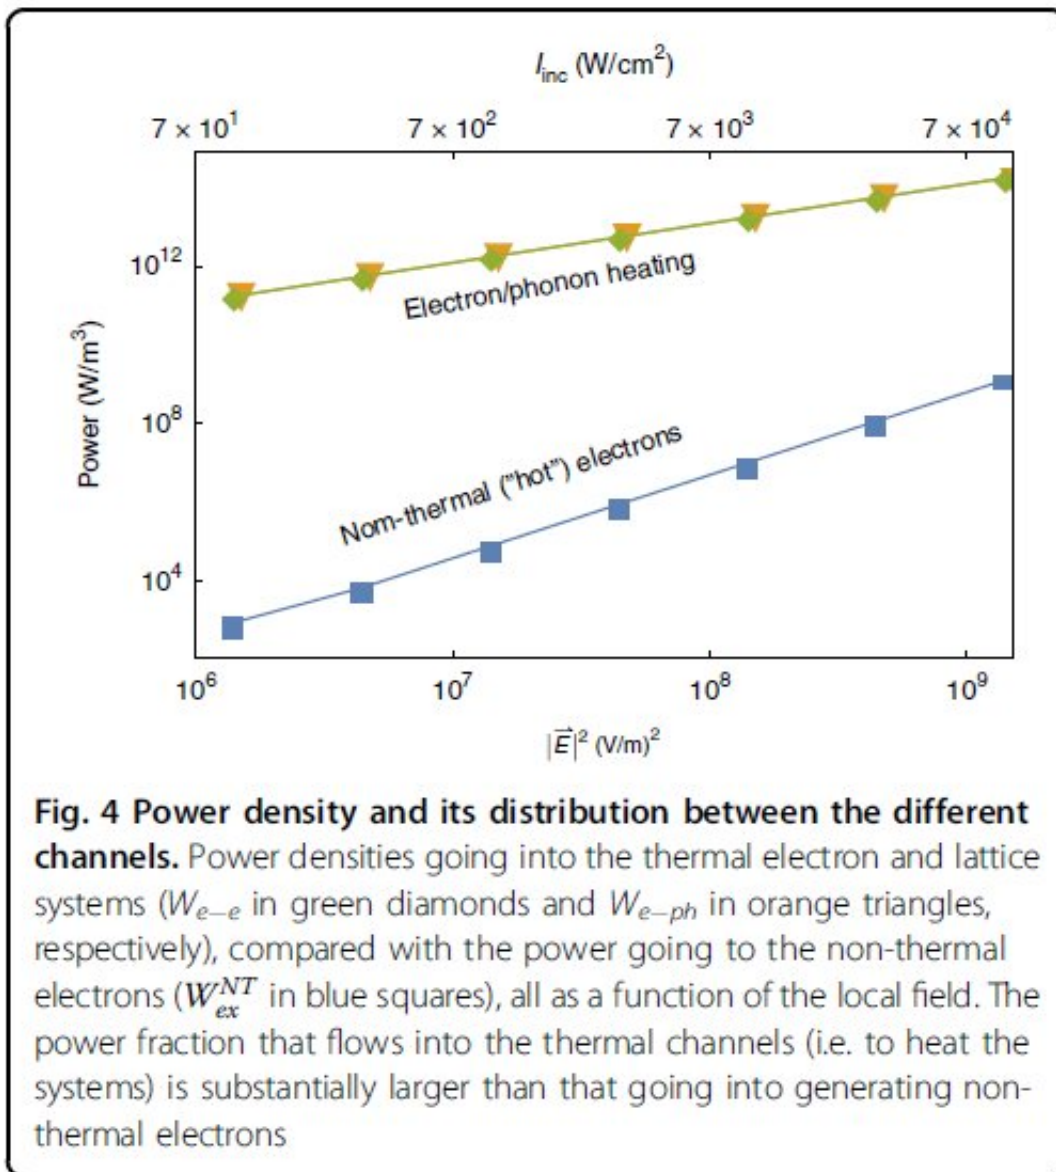 I_inc (W/cm²)
7 × 10¹ 7 × 10² 7 × 10³ 7 × 10⁴
10¹²
Electron/phonon heating
Power (W/m³)
10⁸
Nom-thermal ("hot") electrons
10⁴
10⁶ 10⁷ 10⁸ 10⁹
|E⃗|² (V/m)²
Fig. 4 Power density and its distribution between the different
channels. Power densities going into the thermal electron and lattice
systems (W_e−e in green diamonds and W_e−ph in orange triangles,
respectively), compared with the power going to the non-thermal
electrons (W_ex^NT in blue squares), all as a function of the local field. The
power fraction that flows into the thermal channels (i.e. to heat the
systems) is substantially larger than that going into generating non-
thermal electrons